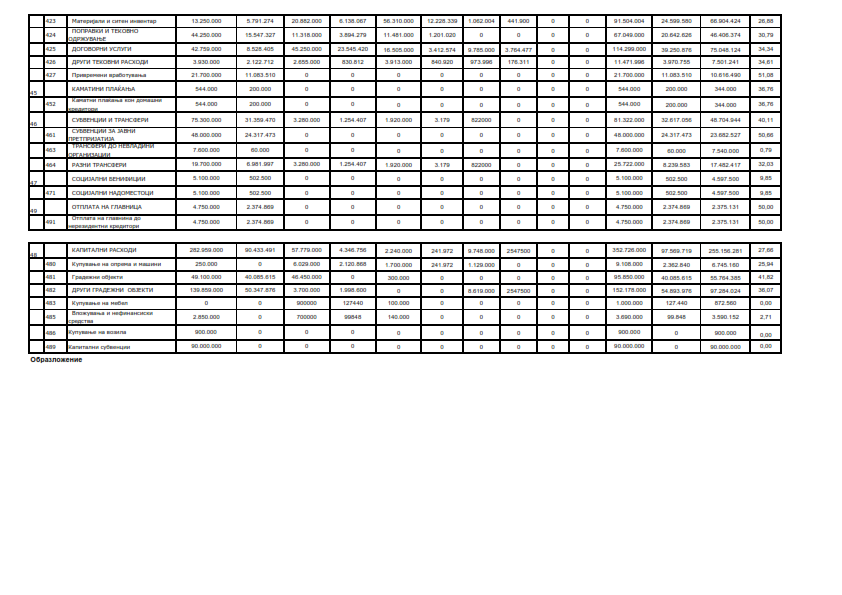 423 Материјали и ситен инвентар 13.250.000 5.791.274 20.882.000 6.138.067 56.310.000 12.228.339 1.062.004 441.900 0 0 91.504.004 24.599.580 66.904.424 26,88
424 ПОПРАВКИ И ТЕКОВНО ОДРЖУВАЊЕ 44.250.000 15.547.327 11.318.000 3.894.279 11.481.000 1.201.020 0 0 0 0 67.049.000 20.642.626 46.406.374 30,79
425 ДОГОВОРНИ УСЛУГИ 42.759.000 8.528.405 45.250.000 23.545.420 16.505.000 3.412.574 9.785.000 3.764.477 0 0 114.299.000 39.250.876 75.048.124 34,34
426 ДРУГИ ТЕКОВНИ РАСХОДИ 3.930.000 2.122.712 2.655.000 830.812 3.913.000 840.920 973.996 176.311 0 0 11.471.996 3.970.755 7.501.241 34,61
427 Привремени вработувања 21.700.000 11.083.510 0 0 0 0 0 0 0 0 21.700.000 11.083.510 10.616.490 51,08
45 КАМАТИНИ ПЛАЌАЊА 544.000 200.000 0 0 0 0 0 0 0 0 544.000 200.000 344.000 36,76
452 Каматни плаќања кон домашни кредитори 544.000 200.000 0 0 0 0 0 0 0 0 544.000 200.000 344.000 36,76
46 СУБВЕНЦИИ И ТРАНСФЕРИ 75.300.000 31.359.470 3.280.000 1.254.407 1.920.000 3.179 822000 0 0 0 81.322.000 32.617.056 48.704.944 40,11
461 СУБВЕНЦИИ ЗА ЈАВНИ ПРЕТПРИЈАТИЈА 48.000.000 24.317.473 0 0 0 0 0 0 0 0 48.000.000 24.317.473 23.682.527 50,66
463 ТРАНСФЕРИ ДО НЕВЛАДИНИ ОРГАНИЗАЦИИ 7.600.000 60.000 0 0 0 0 0 0 0 0 7.600.000 60.000 7.540.000 0,79
464 РАЗНИ ТРАНСФЕРИ 19.700.000 6.981.997 3.280.000 1.254.407 1.920.000 3.179 822000 0 0 0 25.722.000 8.239.583 17.482.417 32,03
47 СОЦИЈАЛНИ БЕНИФИЦИИ 5.100.000 502.500 0 0 0 0 0 0 0 0 5.100.000 502.500 4.597.500 9,85
471 СОЦИЈАЛНИ НАДОМЕСТОЦИ 5.100.000 502.500 0 0 0 0 0 0 0 0 5.100.000 502.500 4.597.500 9,85
49 ОТПЛАТА НА ГЛАВНИЦА 4.750.000 2.374.869 0 0 0 0 0 0 0 0 4.750.000 2.374.869 2.375.131 50,00
491 Отплата на главнина до нерезидентни кредитори 4.750.000 2.374.869 0 0 0 0 0 0 0 0 4.750.000 2.374.869 2.375.131 50,00
48 КАПИТАЛНИ РАСХОДИ 282.959.000 90.433.491 57.779.000 4.346.756 2.240.000 241.972 9.748.000 2547500 0 0 352.726.000 97.569.719 255.156.281 27,66
480 Купување на опрема и машини 250.000 0 6.029.000 2.120.868 1.700.000 241.972 1.129.000 0 0 0 9.108.000 2.362.840 6.745.160 25,94
481 Градежни објекти 49.100.000 40.085.615 46.450.000 0 300.000 0 0 0 0 0 95.850.000 40.085.615 55.764.385 41,82
482 ДРУГИ ГРАДЕЖНИ ОБЈЕКТИ 139.859.000 50.347.876 3.700.000 1.998.600 0 0 8.619.000 2547500 0 0 152.178.000 54.893.976 97.284.024 36,07
483 Купување на мебел 0 0 900000 127440 100.000 0 0 0 0 0 1.000.000 127.440 872.560 0,00
485 Вложувања и нефинансиски средства 2.850.000 0 700000 99848 140.000 0 0 0 0 0 3.690.000 99.848 3.590.152 2,71
486 Купување на возила 900.000 0 0 0 0 0 0 0 0 0 900.000 0 900.000 0,00
489 Капитални субвенции 90.000.000 0 0 0 0 0 0 0 0 0 90.000.000 0 90.000.000 0,00
Образложение